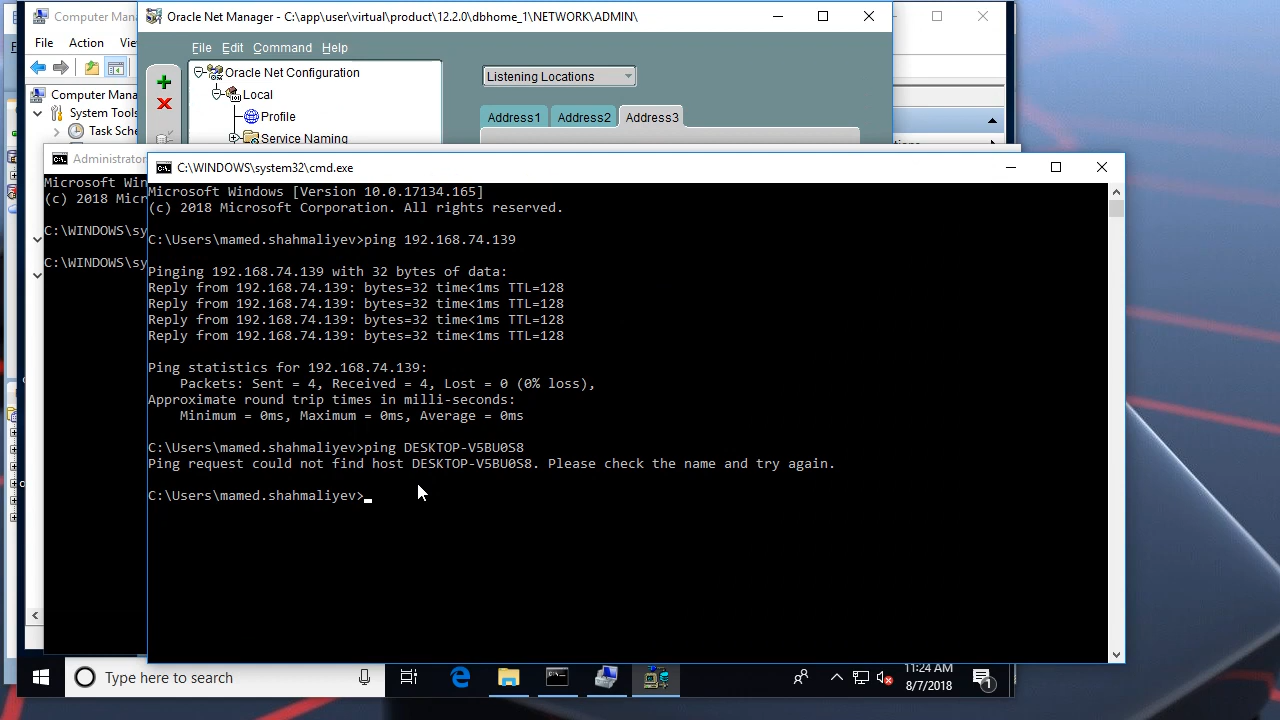 Computer Mana
Oracle Net Manager - C:\app\user\virtual\product\12.2.0\dbhome_1\NETWORK\ADMIN\
File Action Vie
File Edit Command Help
Oracle Net Configuration
Local
Profile
Service Naming
Listening Locations
Address1 Address2 Address3
Computer Mana
System Tools
Task Sche
Administrator
Microsoft Win
(c) 2018 Micr
C:\WINDOWS\sy
C:\WINDOWS\sy
C:\WINDOWS\system32\cmd.exe
Microsoft Windows [Version 10.0.17134.165]
(c) 2018 Microsoft Corporation. All rights reserved.
C:\Users\mamed.shahmaliyev>ping 192.168.74.139
Pinging 192.168.74.139 with 32 bytes of data:
Reply from 192.168.74.139: bytes=32 time<1ms TTL=128
Reply from 192.168.74.139: bytes=32 time<1ms TTL=128
Reply from 192.168.74.139: bytes=32 time<1ms TTL=128
Reply from 192.168.74.139: bytes=32 time<1ms TTL=128
Ping statistics for 192.168.74.139:
Packets: Sent = 4, Received = 4, Lost = 0 (0% loss),
Approximate round trip times in milli-seconds:
Minimum = 0ms, Maximum = 0ms, Average = 0ms
C:\Users\mamed.shahmaliyev>ping DESKTOP-V5BU0S8
Ping request could not find host DESKTOP-V5BU0S8. Please check the name and try again.
C:\Users\mamed.shahmaliyev>
Type here to search
11:24 AM
8/7/2018
1